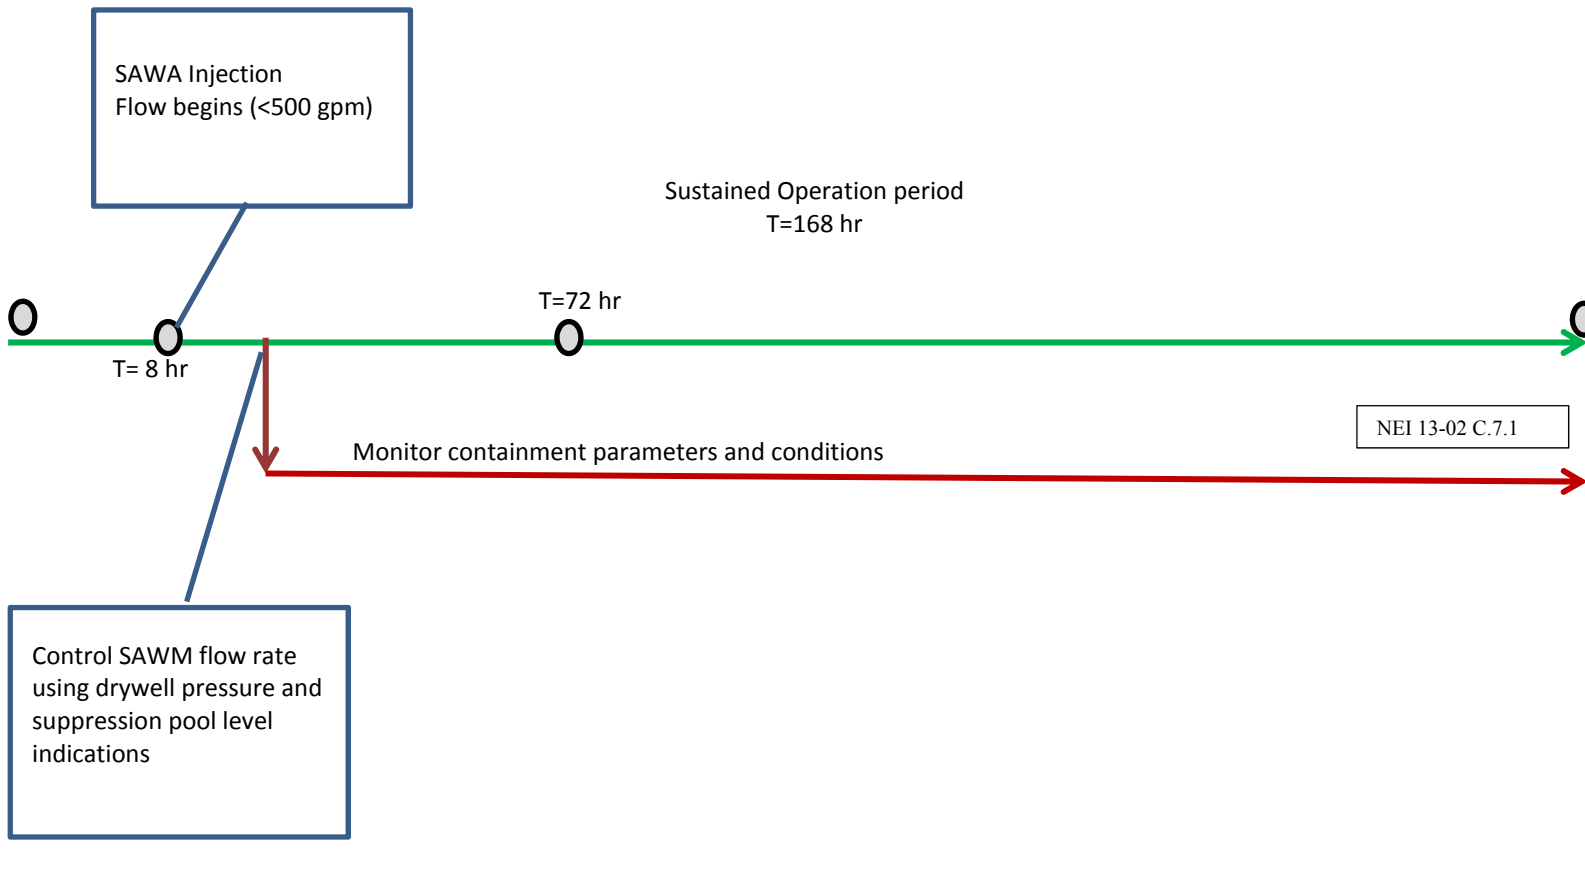 SAWA Injection
Flow begins (<500 gpm)
Sustained Operation period
T=168 hr
T=72 hr
T= 8 hr
NEI 13-02 C.7.1
Monitor containment parameters and conditions
Control SAWM flow rate
using drywell pressure and
suppression pool level
indications